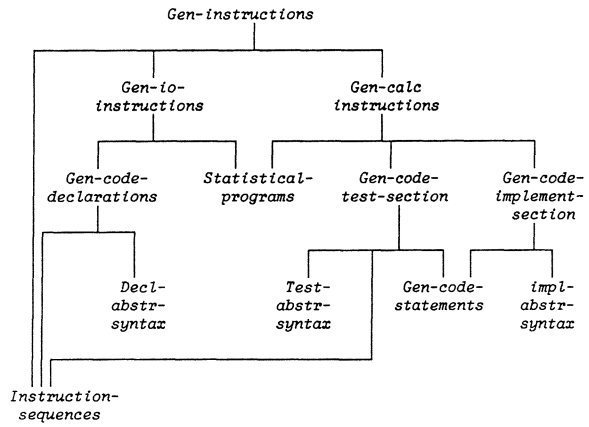 Gen-instructions
Gen-io-
instructions
Gen-calc
instructions
Gen-code-
declarations
Statistical-
programs
Gen-code-
test-section
Gen-code-
implement-
section
Decl-
abstr-
syntax
Test-
abstr-
syntax
Gen-code-
statements
impl-
abstr-
syntax
Instruction-
sequences